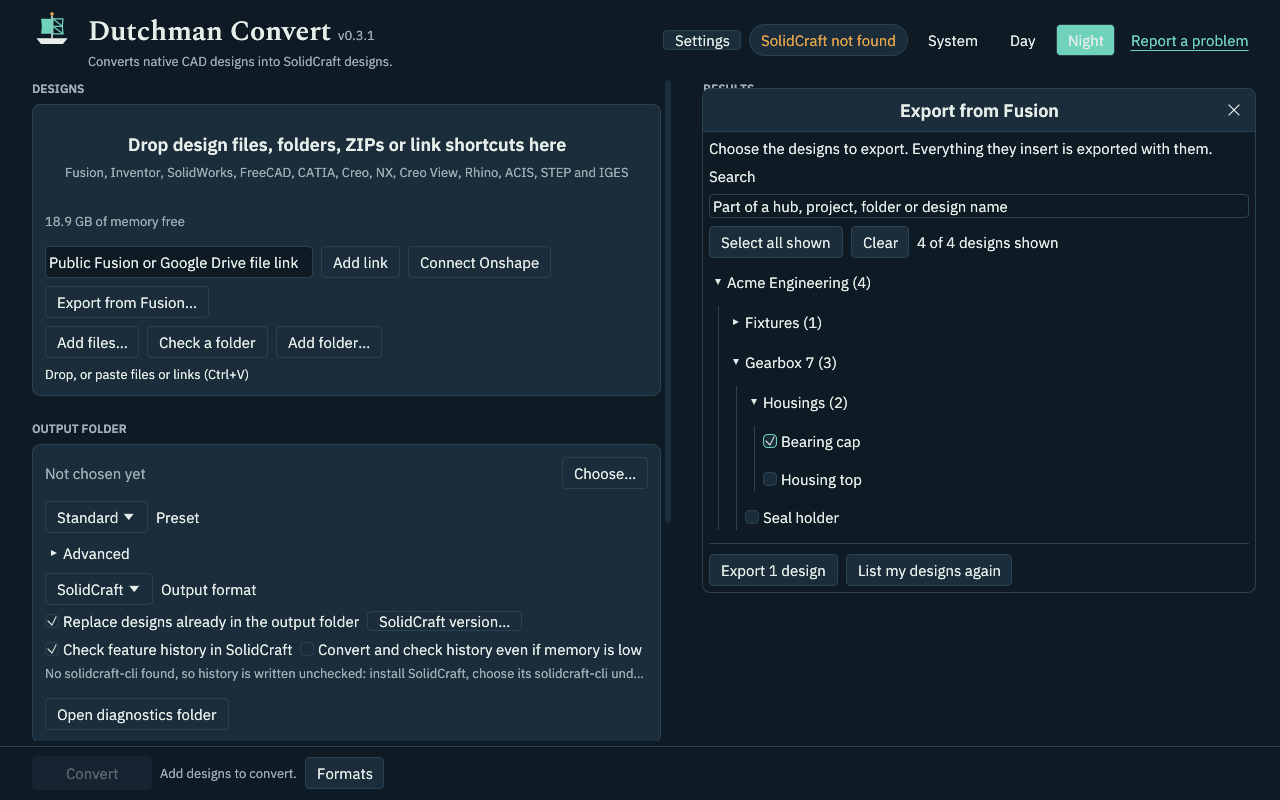 Dutchman Convert v0.3.1
Converts native CAD designs into SolidCraft designs.
Settings
SolidCraft not found
System
Day
Night
Report a problem
DESIGNS
Drop design files, folders, ZIPs or link shortcuts here
Fusion, Inventor, SolidWorks, FreeCAD, CATIA, Creo, NX, Creo View, Rhino, ACIS, STEP and IGES
18.9 GB of memory free
Public Fusion or Google Drive file link
Add link
Connect Onshape
Export from Fusion...
Add files...
Check a folder
Add folder...
Drop, or paste files or links (Ctrl+V)
OUTPUT FOLDER
Not chosen yet
Choose...
Standard
Preset
Advanced
SolidCraft
Output format
Replace designs already in the output folder
SolidCraft version...
Check feature history in SolidCraft
Convert and check history even if memory is low
No solidcraft-cli found, so history is written unchecked: install SolidCraft, choose its solidcraft-cli und...
Open diagnostics folder
Convert
Add designs to convert.
Formats
RESULTS
Export from Fusion
Choose the designs to export. Everything they insert is exported with them.
Search
Part of a hub, project, folder or design name
Select all shown
Clear
4 of 4 designs shown
Acme Engineering (4)
Fixtures (1)
Gearbox 7 (3)
Housings (2)
Bearing cap
Housing top
Seal holder
Export 1 design
List my designs again